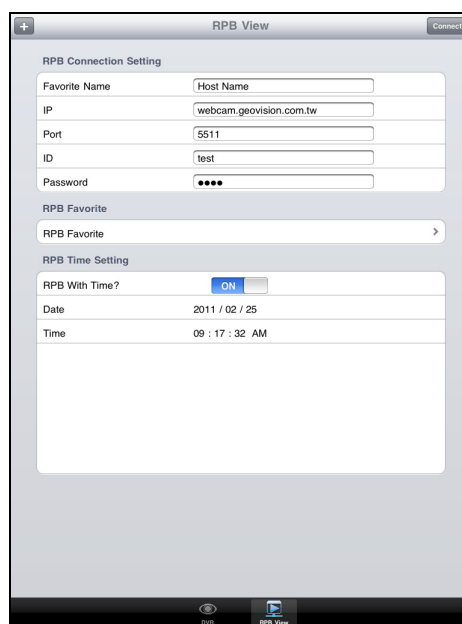 + RPB View Connect
RPB Connection Setting
Favorite Name Host Name
IP webcam.geovision.com.tw
Port 5511
ID test
Password ●●●●
RPB Favorite
RPB Favorite >
RPB Time Setting
RPB With Time? ON
Date 2011 / 02 / 25
Time 09 : 17 : 32 AM
DVR RPB View